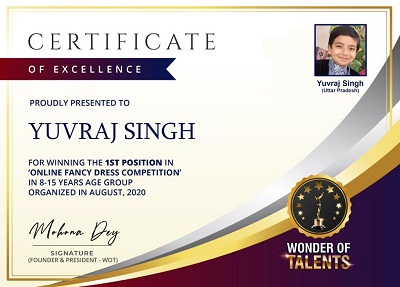 CERTIFICATE
OF EXCELLENCE
Yuvraj Singh
(Uttar Pradesh)
PROUDLY PRESENTED TO
YUVRAJ SINGH
FOR WINNING THE 1ST POSITION IN
'ONLINE FANCY DRESS COMPETITION'
IN 8-15 YEARS AGE GROUP
ORGANIZED IN AUGUST, 2020
Mohona Dey
SIGNATURE
(FOUNDER & PRESIDENT - WOT)
WONDER OF
TALENTS